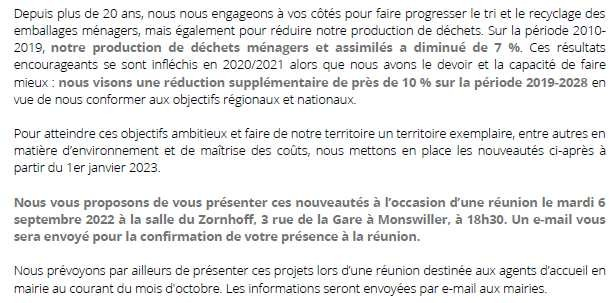 Depuis plus de 20 ans, nous nous engageons à vos côtés pour faire progresser le tri et le recyclage des
emballages ménagers, mais également pour réduire notre production de déchets. Sur la période 2010-
2019, notre production de déchets ménagers et assimilés a diminué de 7 %. Ces résultats
encourageants se sont infléchis en 2020/2021 alors que nous avons le devoir et la capacité de faire
mieux : nous visons une réduction supplémentaire de près de 10 % sur la période 2019-2028 en
vue de nous conformer aux objectifs régionaux et nationaux.
Pour atteindre ces objectifs ambitieux et faire de notre territoire un territoire exemplaire, entre autres en
matière d'environnement et de maîtrise des coûts, nous mettons en place les nouveautés ci-après à
partir du 1er janvier 2023.
Nous vous proposons de vous présenter ces nouveautés à l'occasion d'une réunion le mardi 6
septembre 2022 à la salle du Zornhoff, 3 rue de la Gare à Monswiller, à 18h30. Un e-mail vous
sera envoyé pour la confirmation de votre présence à la réunion.
Nous prévoyons par ailleurs de présenter ces projets lors d'une réunion destinée aux agents d'accueil en
mairie au courant du mois d'octobre. Les informations seront envoyées par e-mail aux mairies.